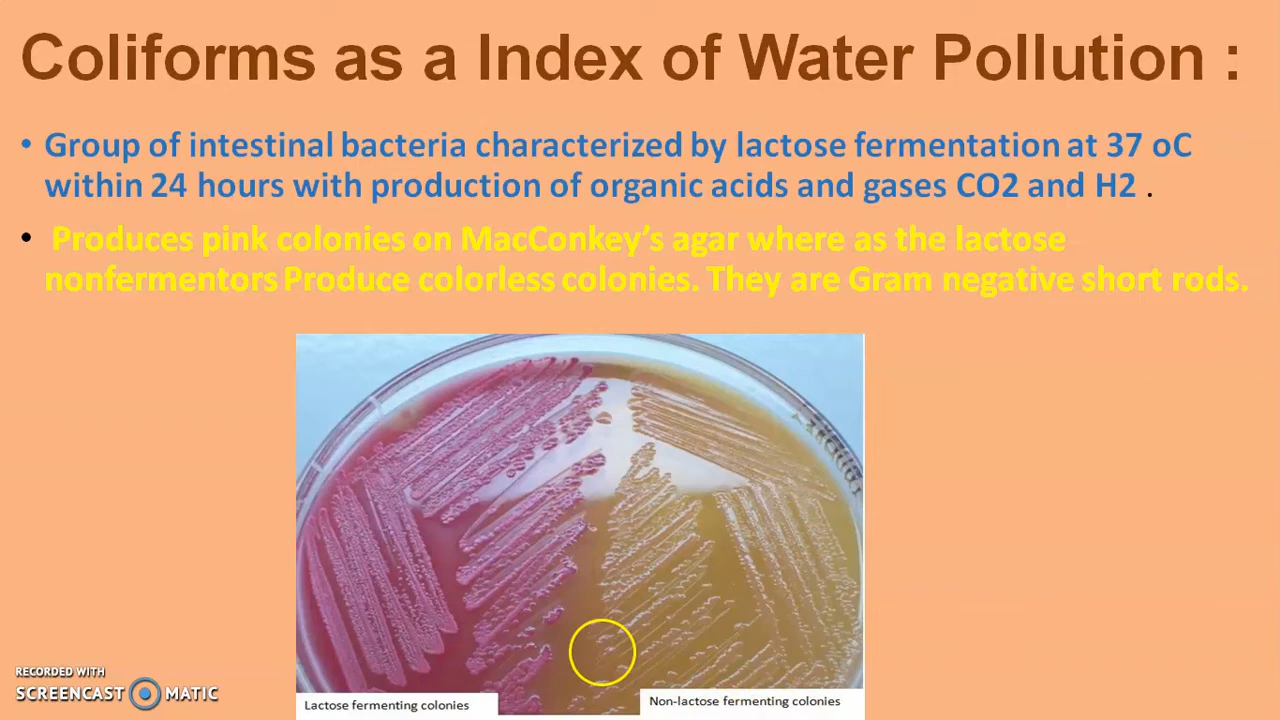 Coliforms as a Index of Water Pollution :
• Group of intestinal bacteria characterized by lactose fermentation at 37 oC
within 24 hours with production of organic acids and gases CO2 and H2 .
• Produces pink colonies on MacConkey’s agar where as the lactose
nonfermentors Produce colorless colonies. They are Gram negative short rods.
Lactose fermenting colonies
Non-lactose fermenting colonies
RECORDED WITH
SCREENCAST MATIC